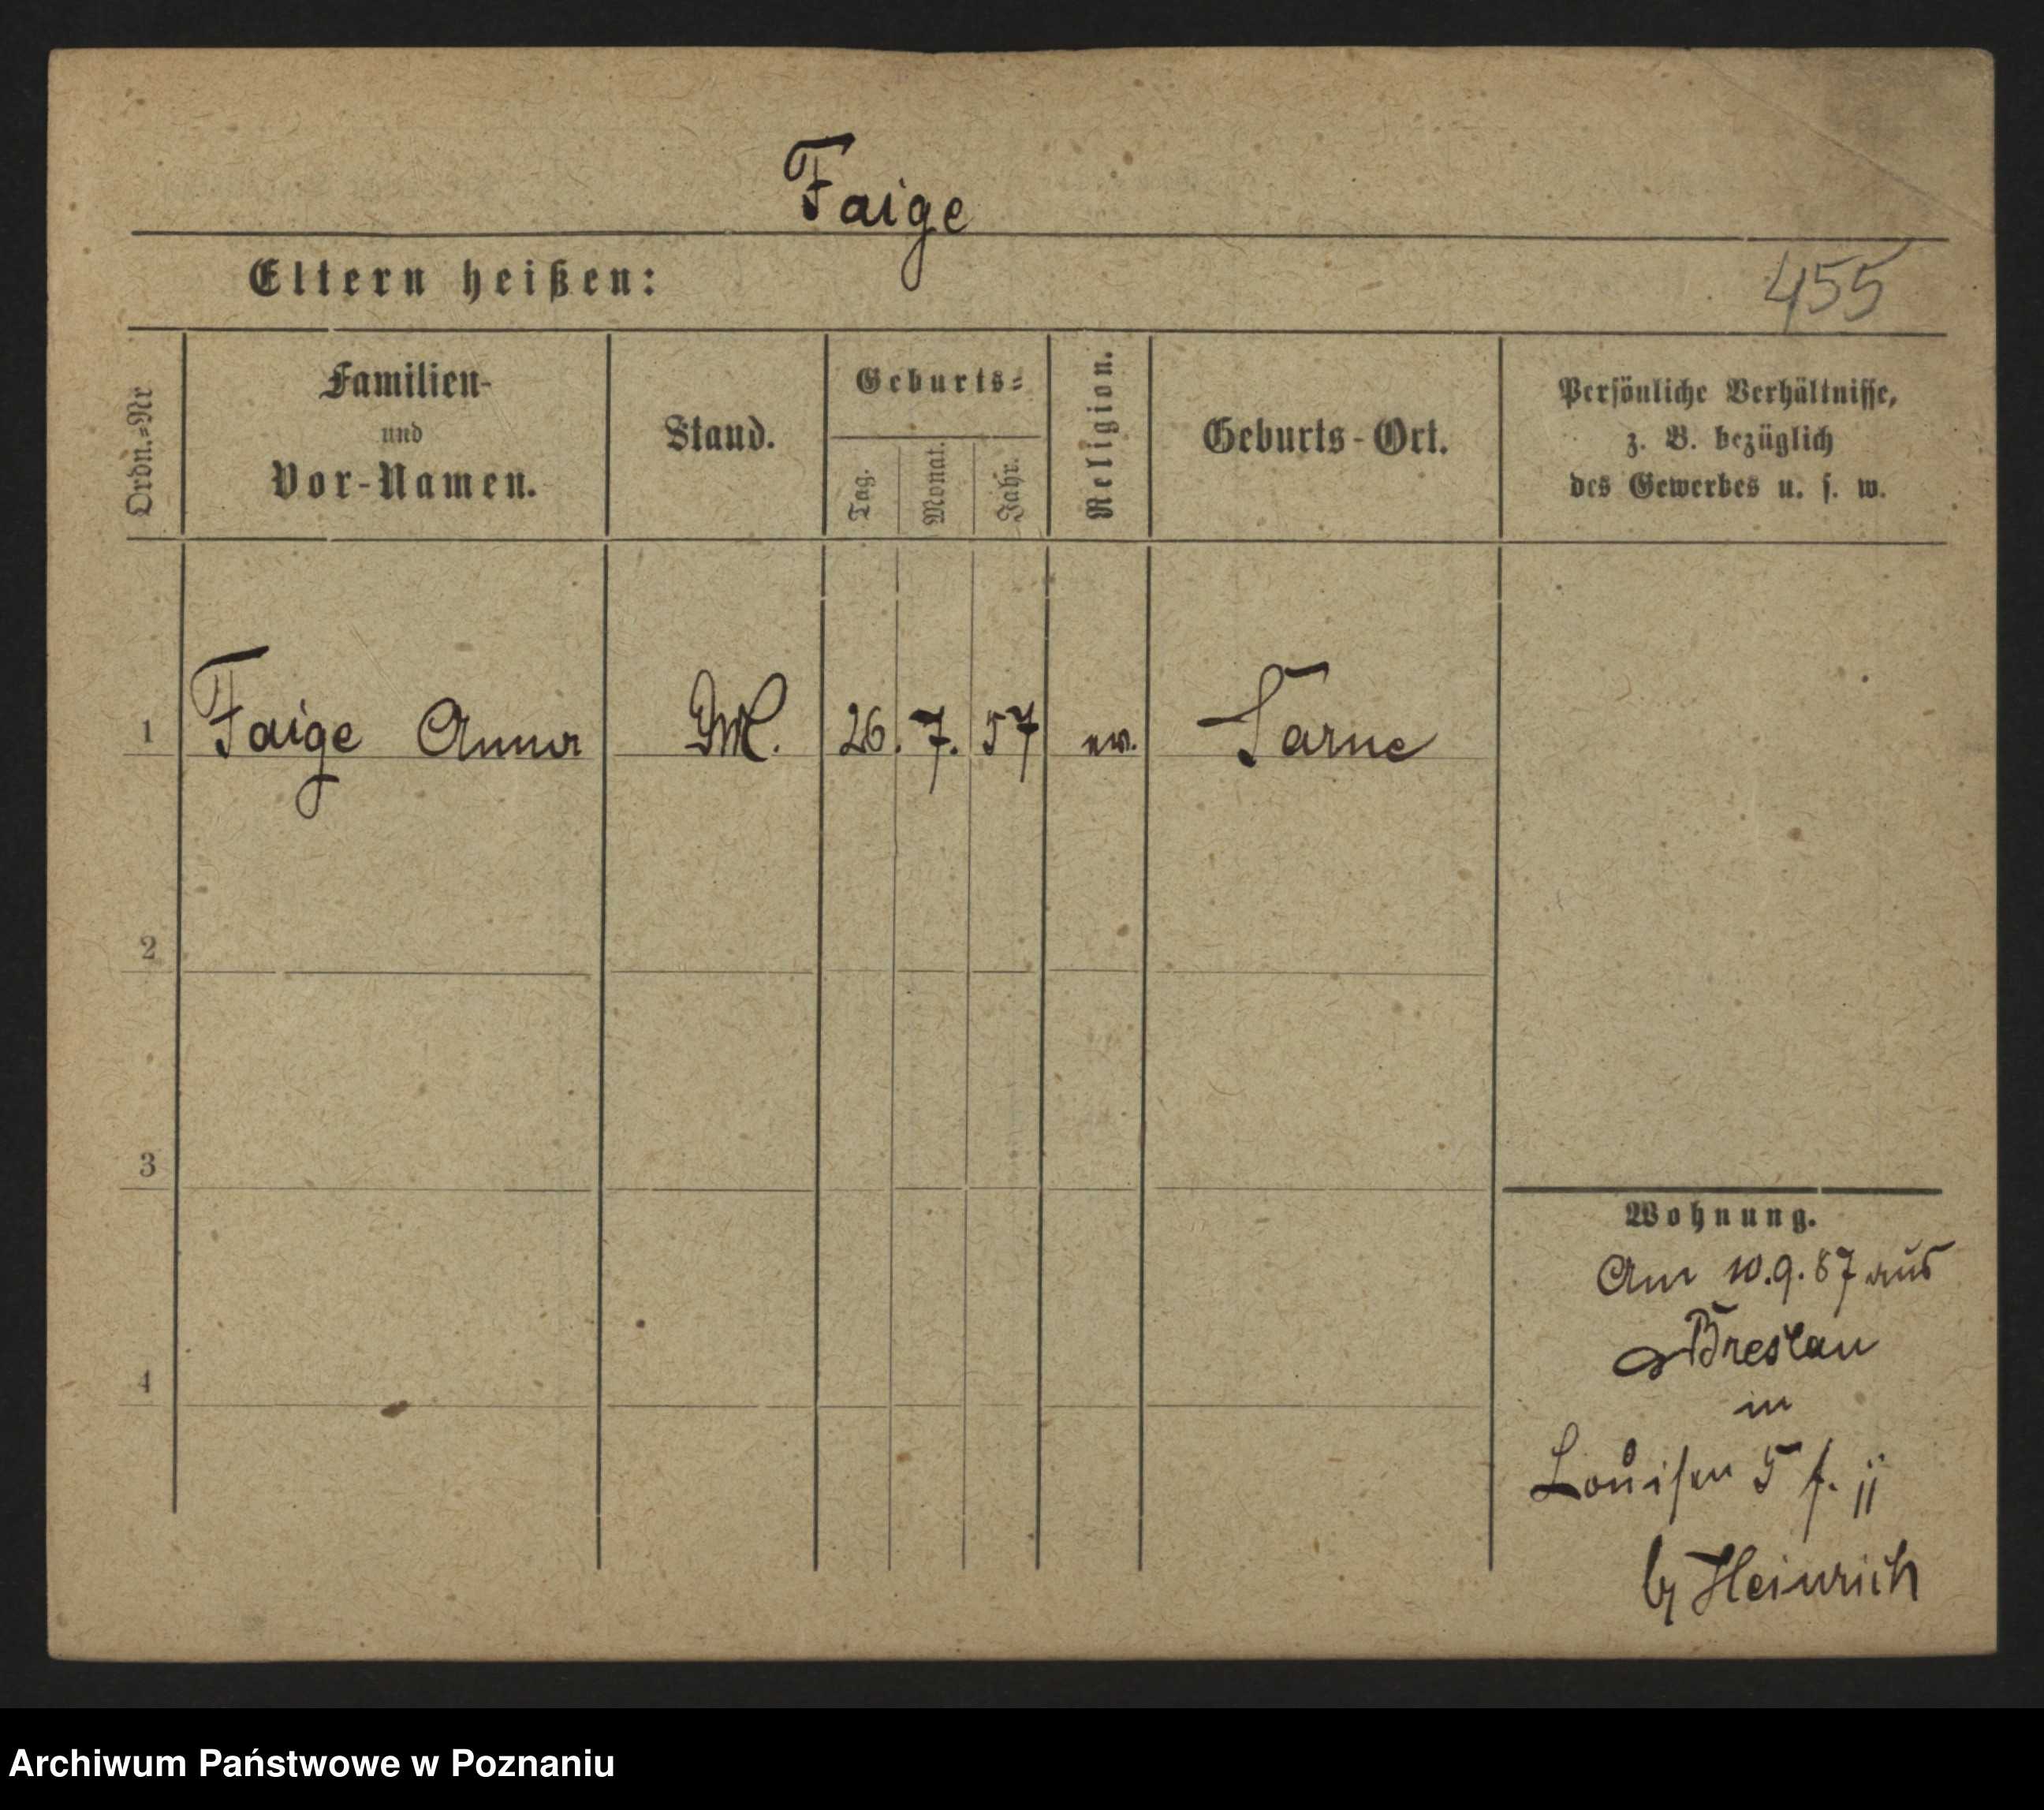 Faige
Eltern heißen:
455
Ordn.=Nr
Familien-
und
Vor-Namen.
Stand.
Geburts=
Tag.
Monat.
Jahr.
Religion.
Geburts-Ort.
Persönliche Verhältnisse,
z. B. bezüglich
des Gewerbes u. s. w.
1 Faige Anna 26. 7. 57 ev. Sarne
2
3
4
Wohnung.
Am 10.9.87 aus
Breslau
in
Louisen 5
b/ Heinrich
Archiwum Państwowe w Poznaniu